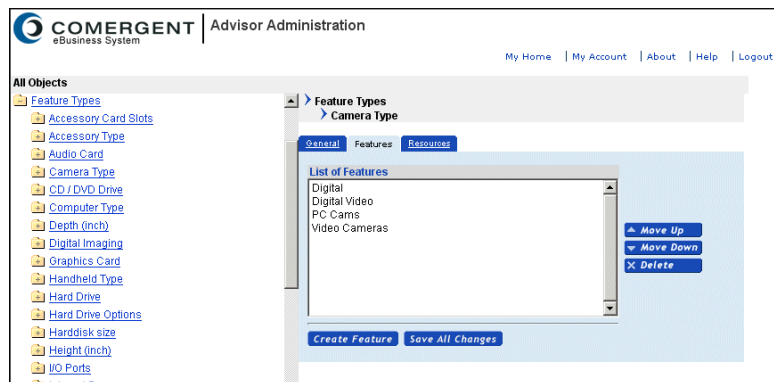 COMERGENT
eBusiness System
Advisor Administration
My Home | My Account | About | Help | Logout
All Objects
Feature Types
Accessory Card Slots
Accessory Type
Audio Card
Camera Type
CD / DVD Drive
Computer Type
Depth (inch)
Digital Imaging
Graphics Card
Handheld Type
Hard Drive
Hard Drive Options
Harddisk size
Height (inch)
I/O Ports
Feature Types
Camera Type
General Features Resources
List of Features
Digital
Digital Video
PC Cams
Video Cameras
Move Up
Move Down
X Delete
Create Feature Save All Changes